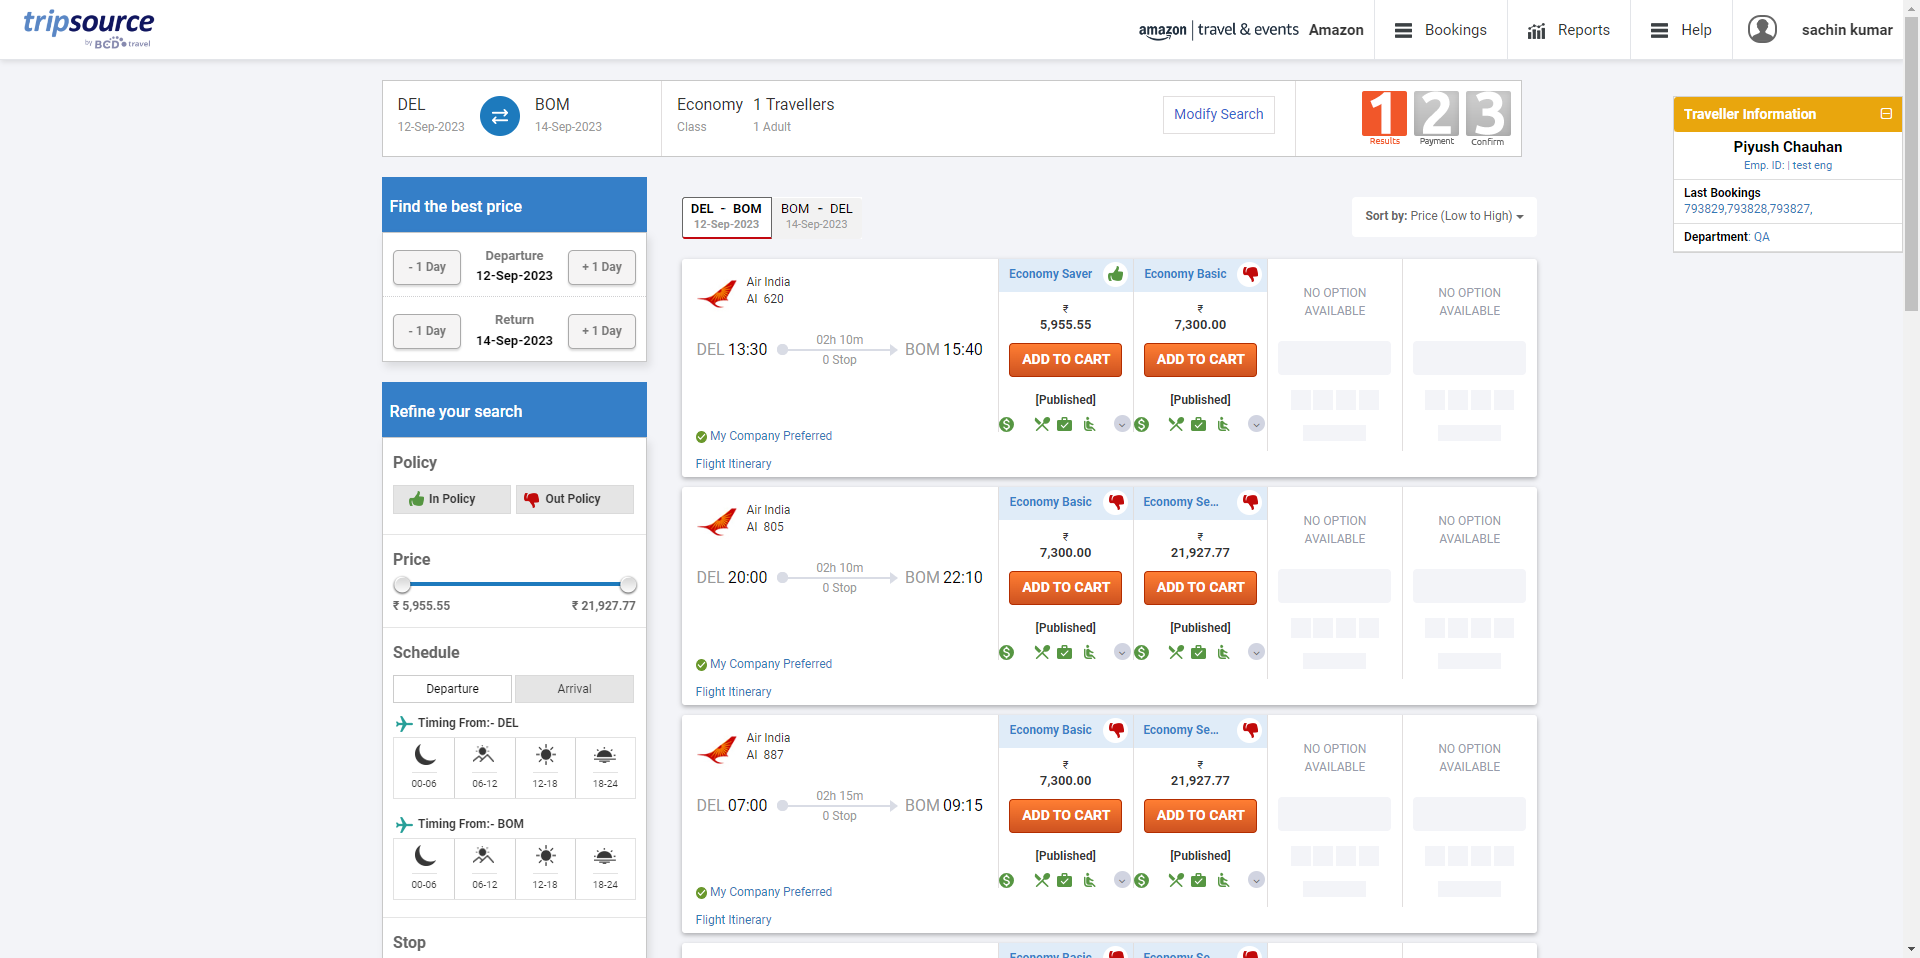 tripsource
by BCD travel
amazon | travel & events Amazon
Bookings
Reports
Help
sachin kumar
DEL
12-Sep-2023
BOM
14-Sep-2023
Economy
Class
1 Travellers
1 Adult
Modify Search
1 2 3
Results Payment Confirm
Traveller Information
Piyush Chauhan
Emp. ID: | test eng
Last Bookings
793829,793828,793827,
Department: QA
Find the best price
Departure
- 1 Day 12-Sep-2023 + 1 Day
Return
- 1 Day 14-Sep-2023 + 1 Day
Refine your search
Policy
In Policy Out Policy
Price
₹ 5,955.55 ₹ 21,927.77
Schedule
Departure Arrival
Timing From:- DEL
00-06 06-12 12-18 18-24
Timing From:- BOM
00-06 06-12 12-18 18-24
Stop
DEL - BOM
12-Sep-2023
BOM - DEL
14-Sep-2023
Sort by: Price (Low to High)
Air India
AI 620
DEL 13:30
02h 10m
0 Stop
BOM 15:40
My Company Preferred
Flight Itinerary
Economy Saver
₹
5,955.55
ADD TO CART
[Published]
Economy Basic
₹
7,300.00
ADD TO CART
[Published]
NO OPTION
AVAILABLE
NO OPTION
AVAILABLE
Air India
AI 805
DEL 20:00
02h 10m
0 Stop
BOM 22:10
My Company Preferred
Flight Itinerary
Economy Basic
₹
7,300.00
ADD TO CART
[Published]
Economy Se...
₹
21,927.77
ADD TO CART
[Published]
NO OPTION
AVAILABLE
NO OPTION
AVAILABLE
Air India
AI 887
DEL 07:00
02h 15m
0 Stop
BOM 09:15
My Company Preferred
Flight Itinerary
Economy Basic
₹
7,300.00
ADD TO CART
[Published]
Economy Se...
₹
21,927.77
ADD TO CART
[Published]
NO OPTION
AVAILABLE
NO OPTION
AVAILABLE
Economy Basic
Economy Se...